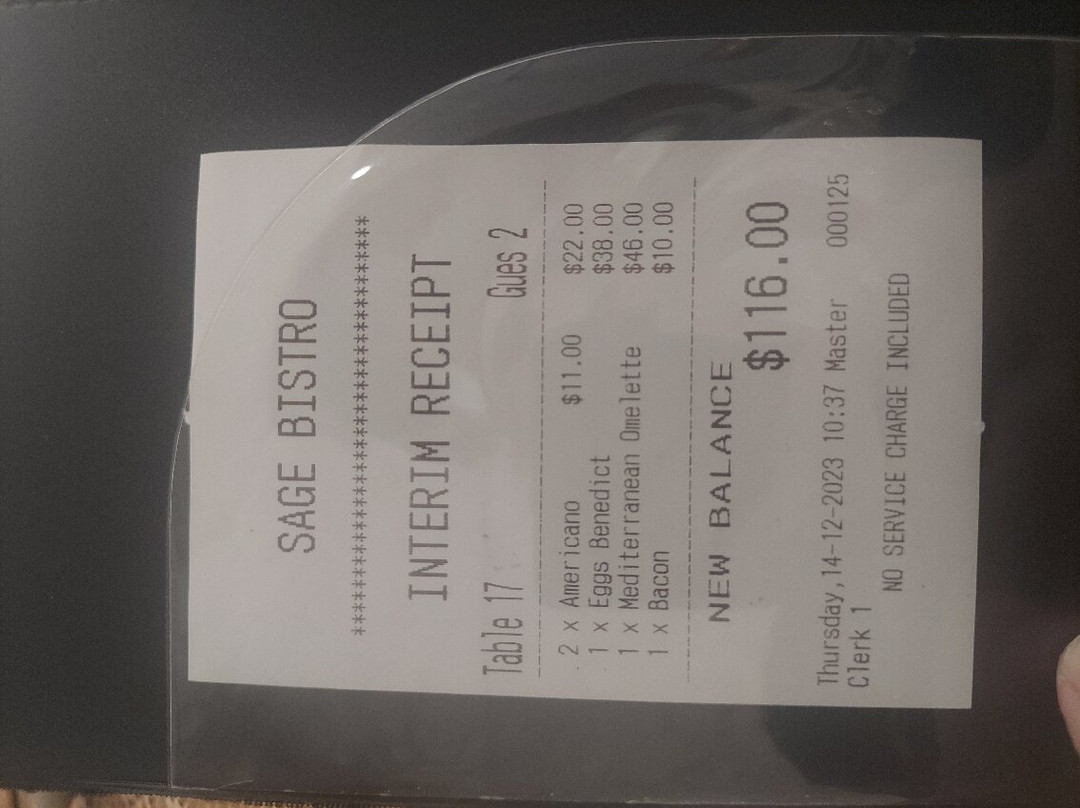 SAGE BISTRO
******************************************
INTERIM RECEIPT
Table 17 Gues 2
2 x Americano $11.00 $22.00
1 x Eggs Benedict $38.00
1 x Mediterranean Omelette $46.00
1 x Bacon $10.00
NEW BALANCE
$116.00
Thursday,14-12-2023 10:37 Master 000125
Clerk 1
NO SERVICE CHARGE INCLUDED